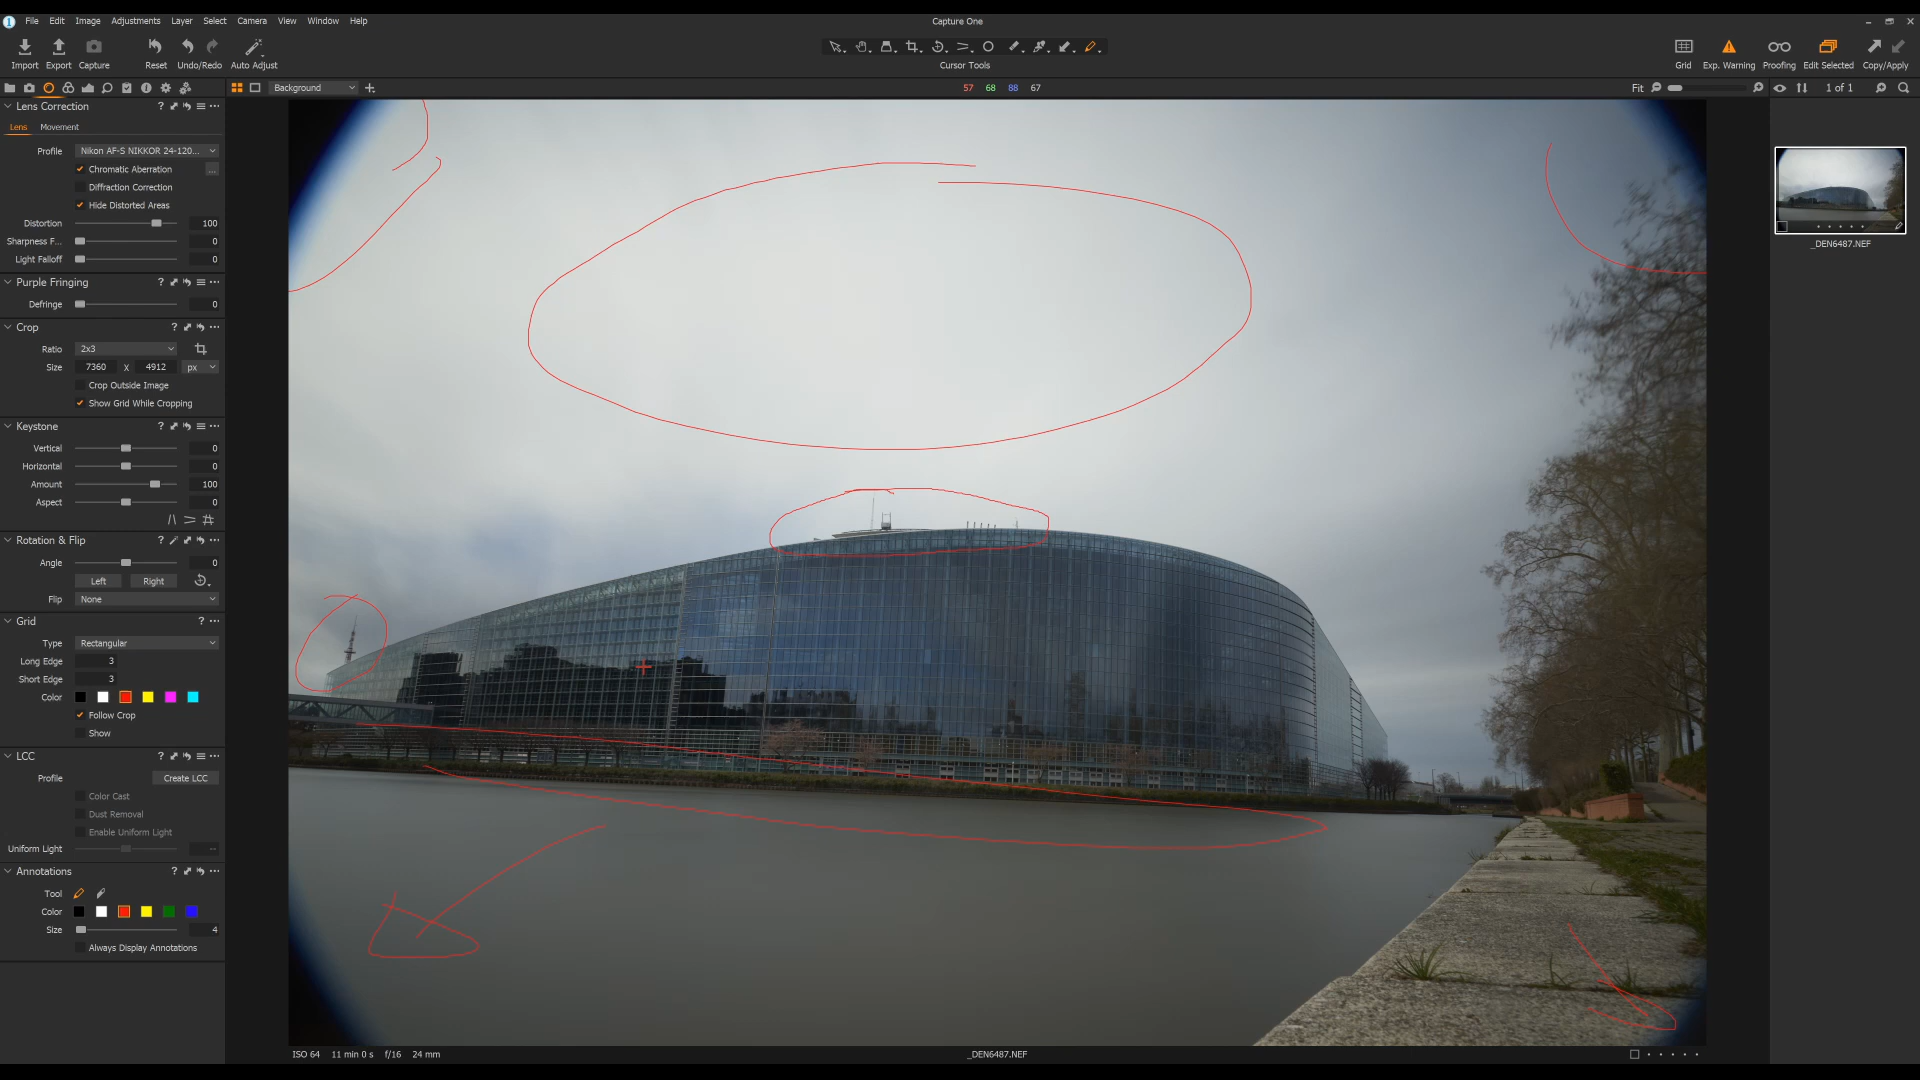 File Edit Image Adjustments Layer Select Camera View Window Help
Capture One
Import Export Capture Reset Undo/Redo Auto Adjust
Cursor Tools
Grid Exp. Warning Proofing Edit Selected Copy/Apply
Background
57 68 88 67
Fit
1 of 1
Lens Correction
Lens Movement
Profile Nikon AF-S NIKKOR 24-120...
Chromatic Aberration ...
Diffraction Correction
Hide Distorted Areas
Distortion 100
Sharpness F... 0
Light Falloff 0
Purple Fringing
Defringe 0
Crop
Ratio 2x3
Size 7360 X 4912 px
Crop Outside Image
Show Grid While Cropping
Keystone
Vertical 0
Horizontal 0
Amount 100
Aspect 0
Rotation & Flip
Angle 0
Left Right
Flip None
Grid
Type Rectangular
Long Edge 3
Short Edge 3
Color
Follow Crop
Show
LCC
Profile Create LCC
Color Cast
Dust Removal
Enable Uniform Light
Uniform Light --
Annotations
Tool
Color
Size 4
Always Display Annotations
_DEN6487.NEF
ISO 64 11 min 0 s f/16 24 mm
_DEN6487.NEF